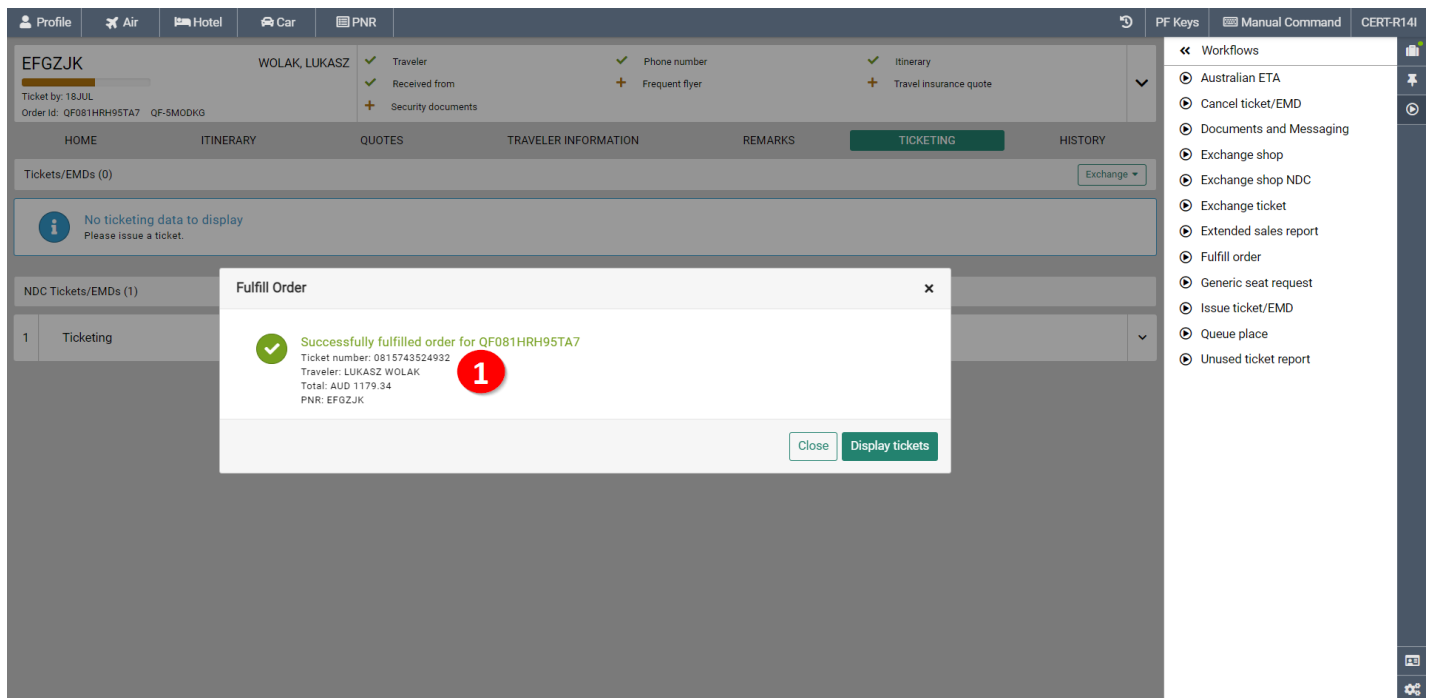 Profile Air Hotel Car PNR PF Keys Manual Command CERT-R14I
EFGZJK WOLAK, LUKASZ
Ticket by: 18JUL
Order Id: QF081HRH95TA7 QF-5MODKG
Traveler Phone number Itinerary
Received from Frequent flyer Travel insurance quote
Security documents
HOME ITINERARY QUOTES TRAVELER INFORMATION REMARKS TICKETING HISTORY
Tickets/EMDs (0) Exchange
No ticketing data to display
Please issue a ticket.
NDC Tickets/EMDs (1)
1 Ticketing
Fulfill Order
Successfully fulfilled order for QF081HRH95TA7
Ticket number: 0815743524932
Traveler: LUKASZ WOLAK
Total: AUD 1179.34
PNR: EFGZJK
1
Close Display tickets
Workflows
Australian ETA
Cancel ticket/EMD
Documents and Messaging
Exchange shop
Exchange shop NDC
Exchange ticket
Extended sales report
Fulfill order
Generic seat request
Issue ticket/EMD
Queue place
Unused ticket report